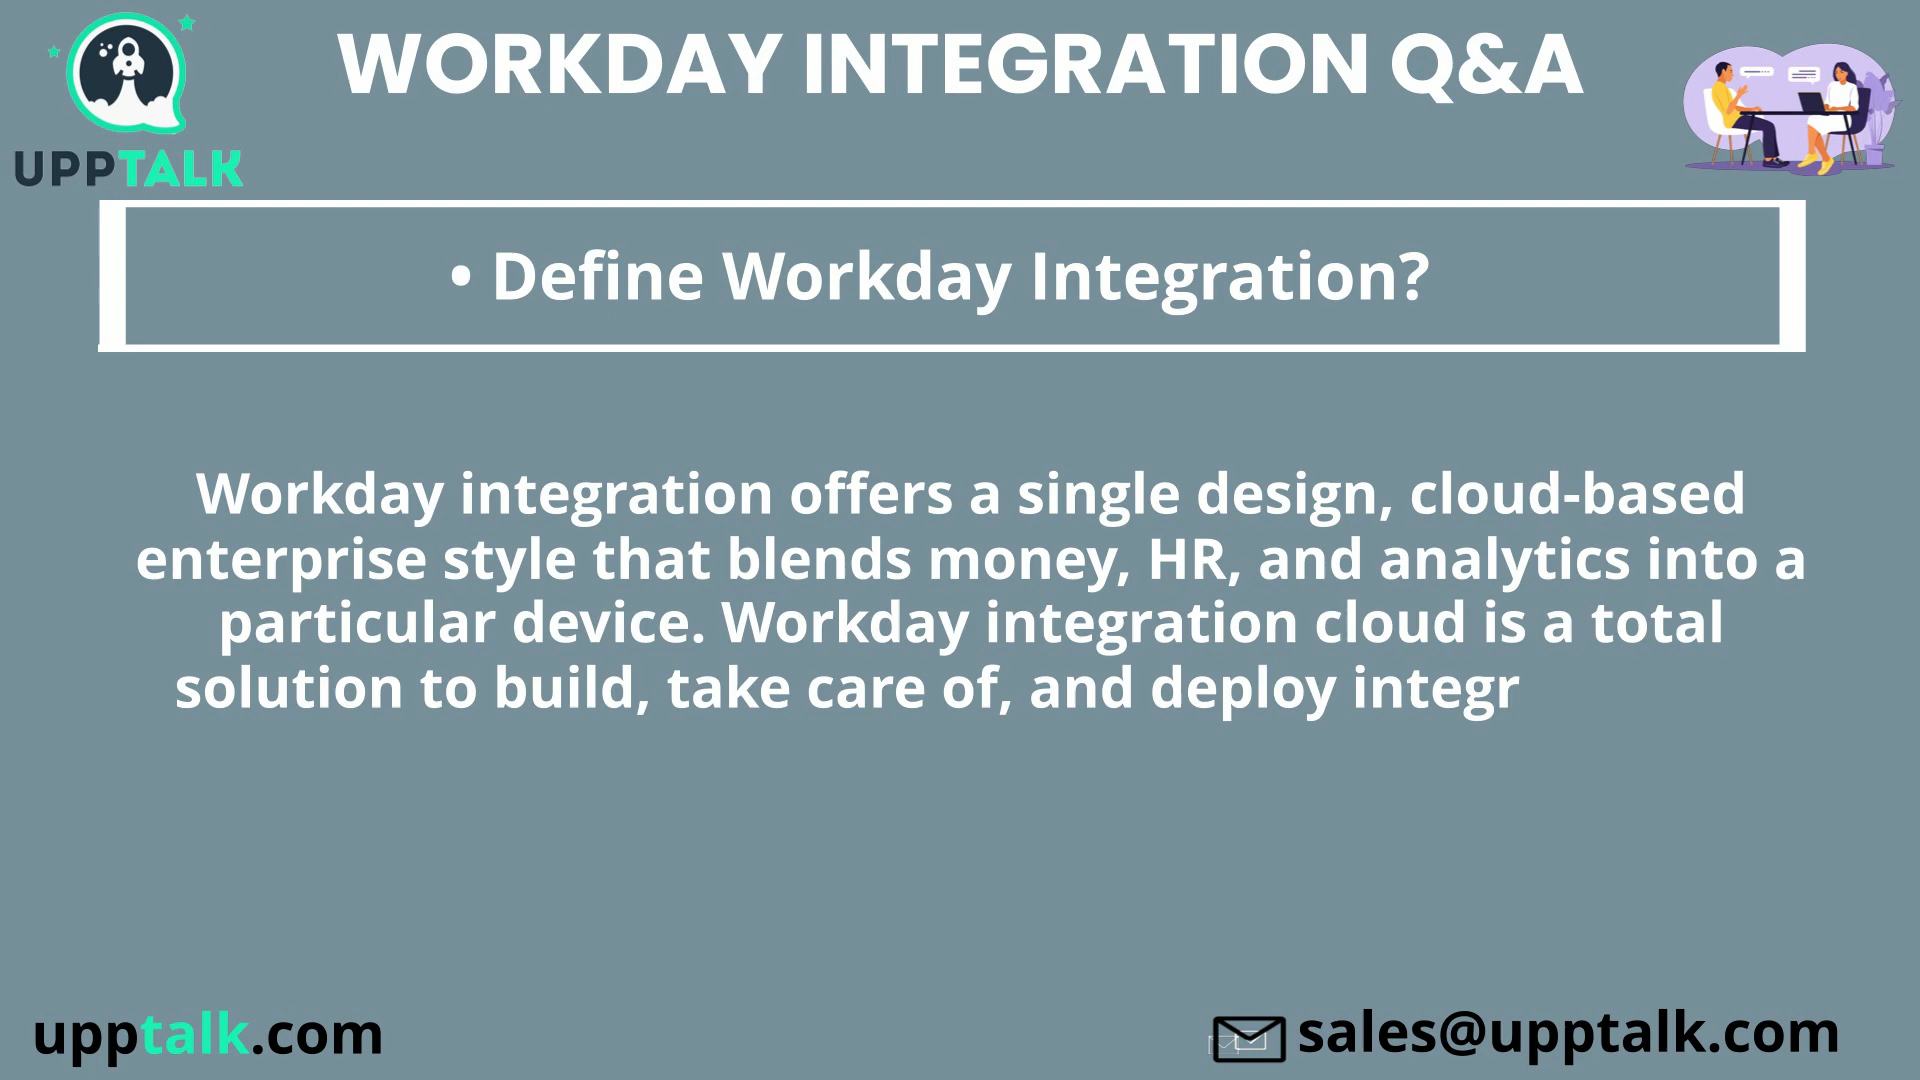 WORKDAY INTEGRATION Q&A
UPPTALK
• Define Workday Integration?
Workday integration offers a single design, cloud-based
enterprise style that blends money, HR, and analytics into a
particular device. Workday integration cloud is a total
solution to build, take care of, and deploy integr
upptalk.com
sales@upptalk.com